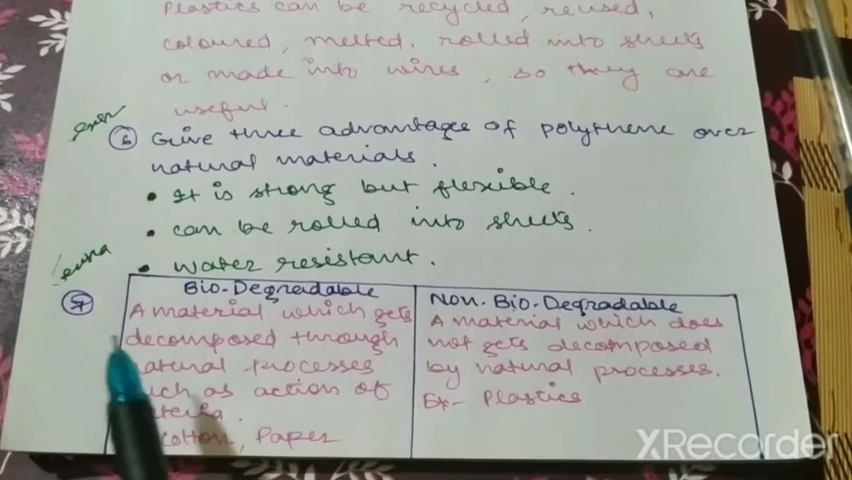 Plastics can be recycled, reused,
coloured, melted, rolled into sheets
or made into wires, so they are
useful.
extra
6 Give three advantages of polythene over
natural materials.
• It is strong but flexible.
• can be rolled into sheets.
• water resistant.
extra
7
Bio-Degradable
A material which gets
decomposed through
natural processes
such as action of
Cotton, Paper
Non-Bio-Degradable
A material which does
not gets decomposed
by natural processes.
Ex- Plastics
XRecorder